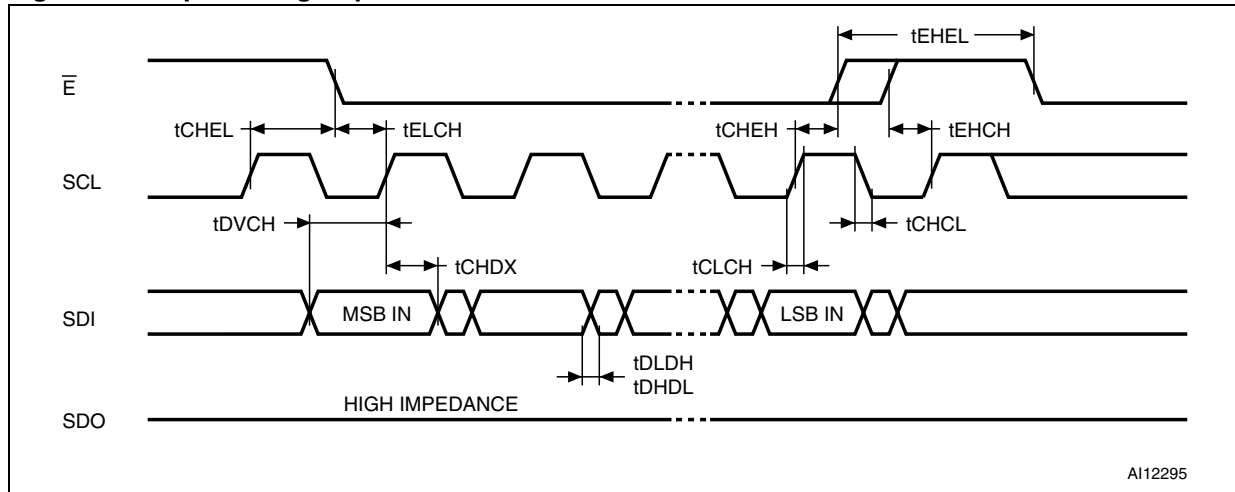 tEHEL
E
tCHEL
tELCH
tCHEH
tEHCH
SCL
tDVCH
tCHCL
tCHDX
tCLCH
SDI
MSB IN
LSB IN
tDLDH
tDHDL
HIGH IMPEDANCE
SDO
AI12295